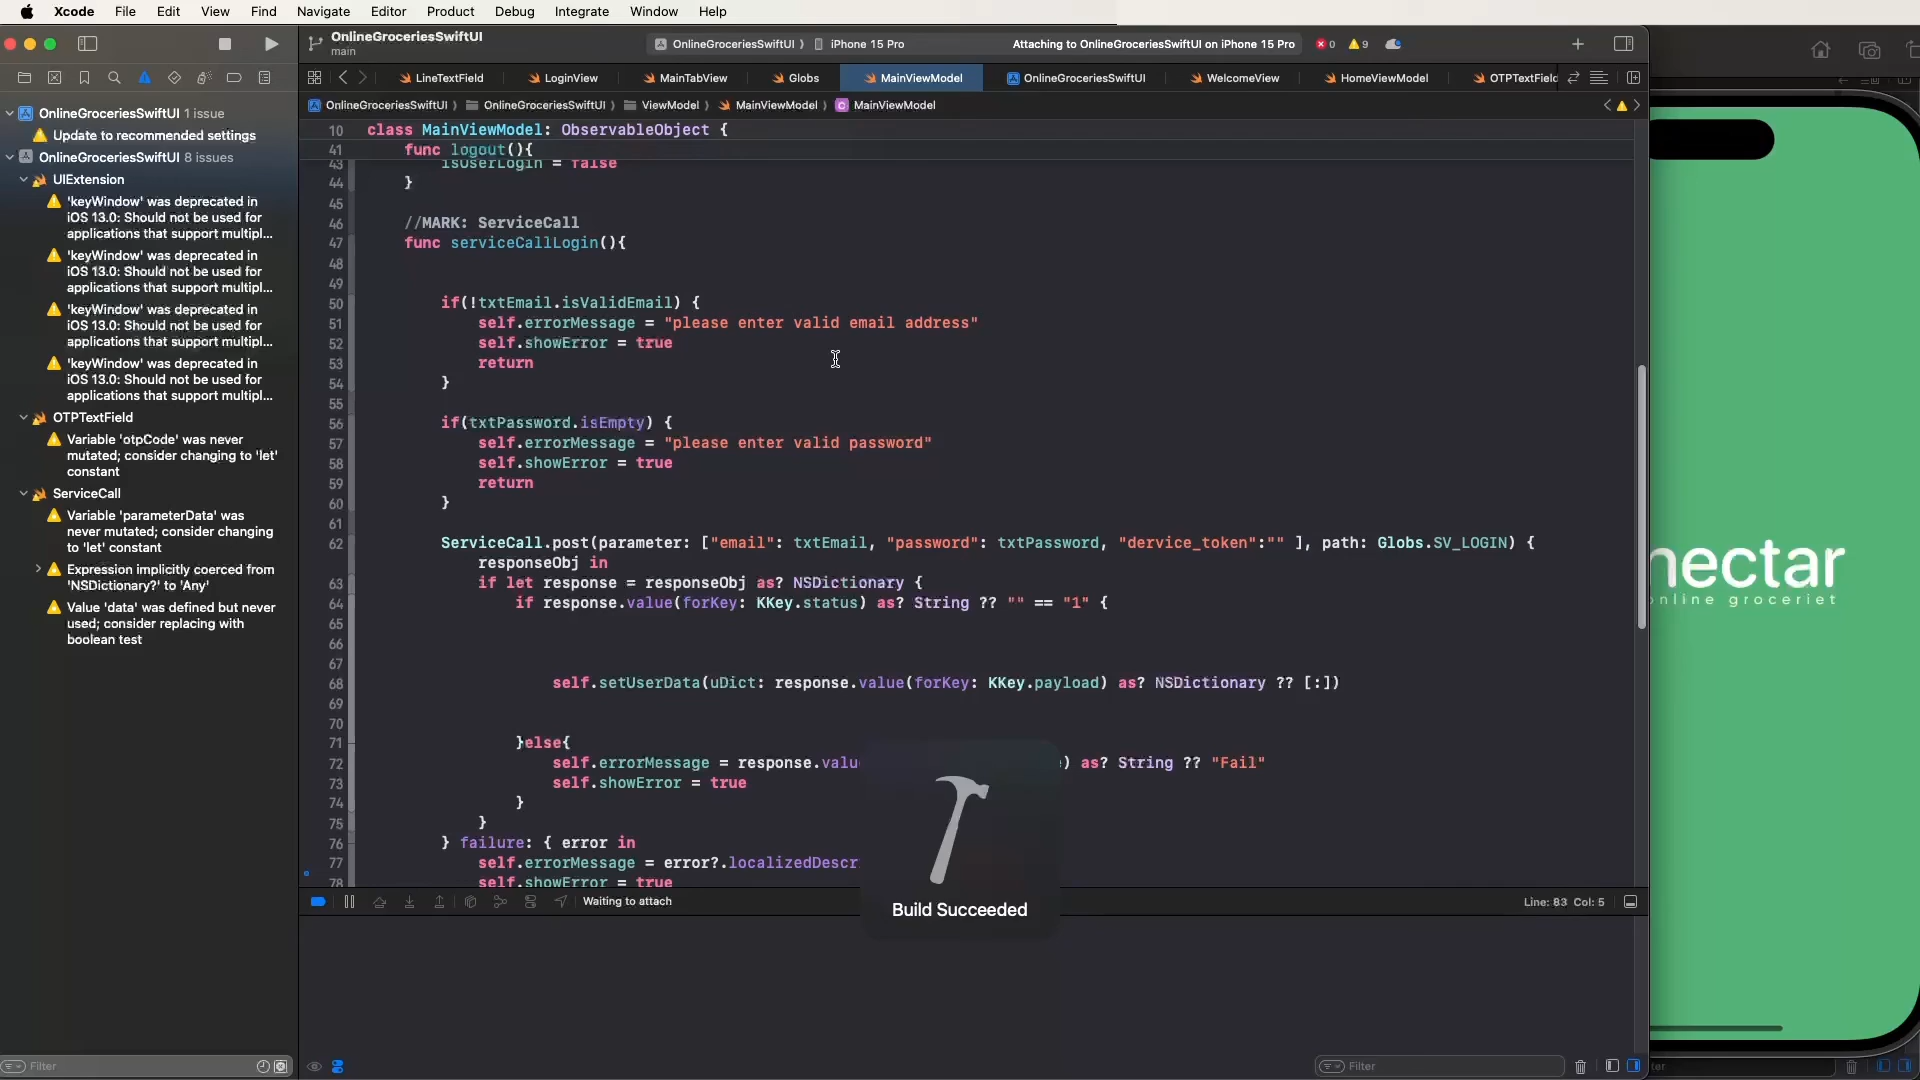 Xcode File Edit View Find Navigate Editor Product Debug Integrate Window Help
OnlineGroceriesSwiftUI
main
OnlineGroceriesSwiftUI iPhone 15 Pro
Attaching to OnlineGroceriesSwiftUI on iPhone 15 Pro 0 9
LineTextField LoginView MainTabView Globs MainViewModel OnlineGroceriesSwiftUI WelcomeView HomeViewModel OTPTextField
OnlineGroceriesSwiftUI OnlineGroceriesSwiftUI ViewModel MainViewModel MainViewModel
OnlineGroceriesSwiftUI 1 issue
Update to recommended settings
OnlineGroceriesSwiftUI 8 issues
UIExtension
'keyWindow' was deprecated in
iOS 13.0: Should not be used for
applications that support multipl...
'keyWindow' was deprecated in
iOS 13.0: Should not be used for
applications that support multipl...
'keyWindow' was deprecated in
iOS 13.0: Should not be used for
applications that support multipl...
'keyWindow' was deprecated in
iOS 13.0: Should not be used for
applications that support multipl...
OTPTextField
Variable 'otpCode' was never
mutated; consider changing to 'let'
constant
ServiceCall
Variable 'parameterData' was
never mutated; consider changing
to 'let' constant
Expression implicitly coerced from
'NSDictionary?' to 'Any'
Value 'data' was defined but never
used; consider replacing with
boolean test
Filter
10 class MainViewModel: ObservableObject {
41 func logout(){
43 isUserLogin = false
44 }
45
46 //MARK: ServiceCall
47 func serviceCallLogin(){
48
49
50 if(!txtEmail.isValidEmail) {
51 self.errorMessage = "please enter valid email address"
52 self.showError = true
53 return
54 }
55
56 if(txtPassword.isEmpty) {
57 self.errorMessage = "please enter valid password"
58 self.showError = true
59 return
60 }
61
62 ServiceCall.post(parameter: ["email": txtEmail, "password": txtPassword, "dervice_token":"" ], path: Globs.SV_LOGIN) {
responseObj in
63 if let response = responseObj as? NSDictionary {
64 if response.value(forKey: KKey.status) as? String ?? "" == "1" {
65
66
67
68 self.setUserData(uDict: response.value(forKey: KKey.payload) as? NSDictionary ?? [:])
69
70
71 }else{
72 self.errorMessage = response.valu ) as? String ?? "Fail"
73 self.showError = true
74 }
75 }
76 } failure: { error in
77 self.errorMessage = error?.localizedDescr
78 self.showError = true
Build Succeeded
Waiting to attach
Line: 83 Col: 5
Filter
nectar
online groceriet